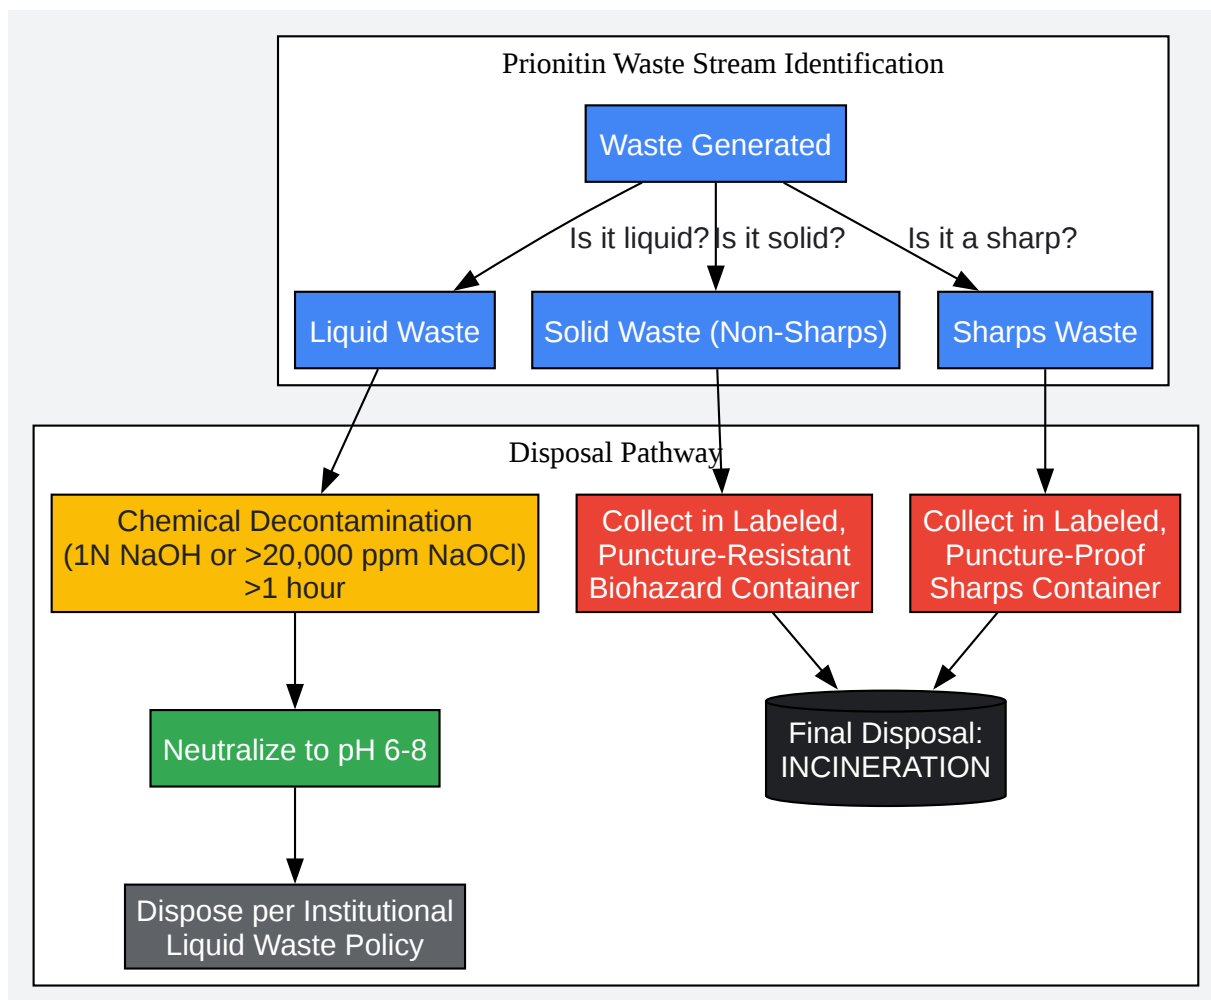 Prionitin Waste Stream Identification
Waste Generated
Is it liquid?
Is it solid?
Is it a sharp?
Liquid Waste
Solid Waste (Non-Sharps)
Sharps Waste
Disposal Pathway
Chemical Decontamination
(1N NaOH or >20,000 ppm NaOCl)
>1 hour
Collect in Labeled,
Puncture-Resistant
Biohazard Container
Collect in Labeled,
Puncture-Proof
Sharps Container
Neutralize to pH 6-8
Final Disposal:
INCINERATION
Dispose per Institutional
Liquid Waste Policy